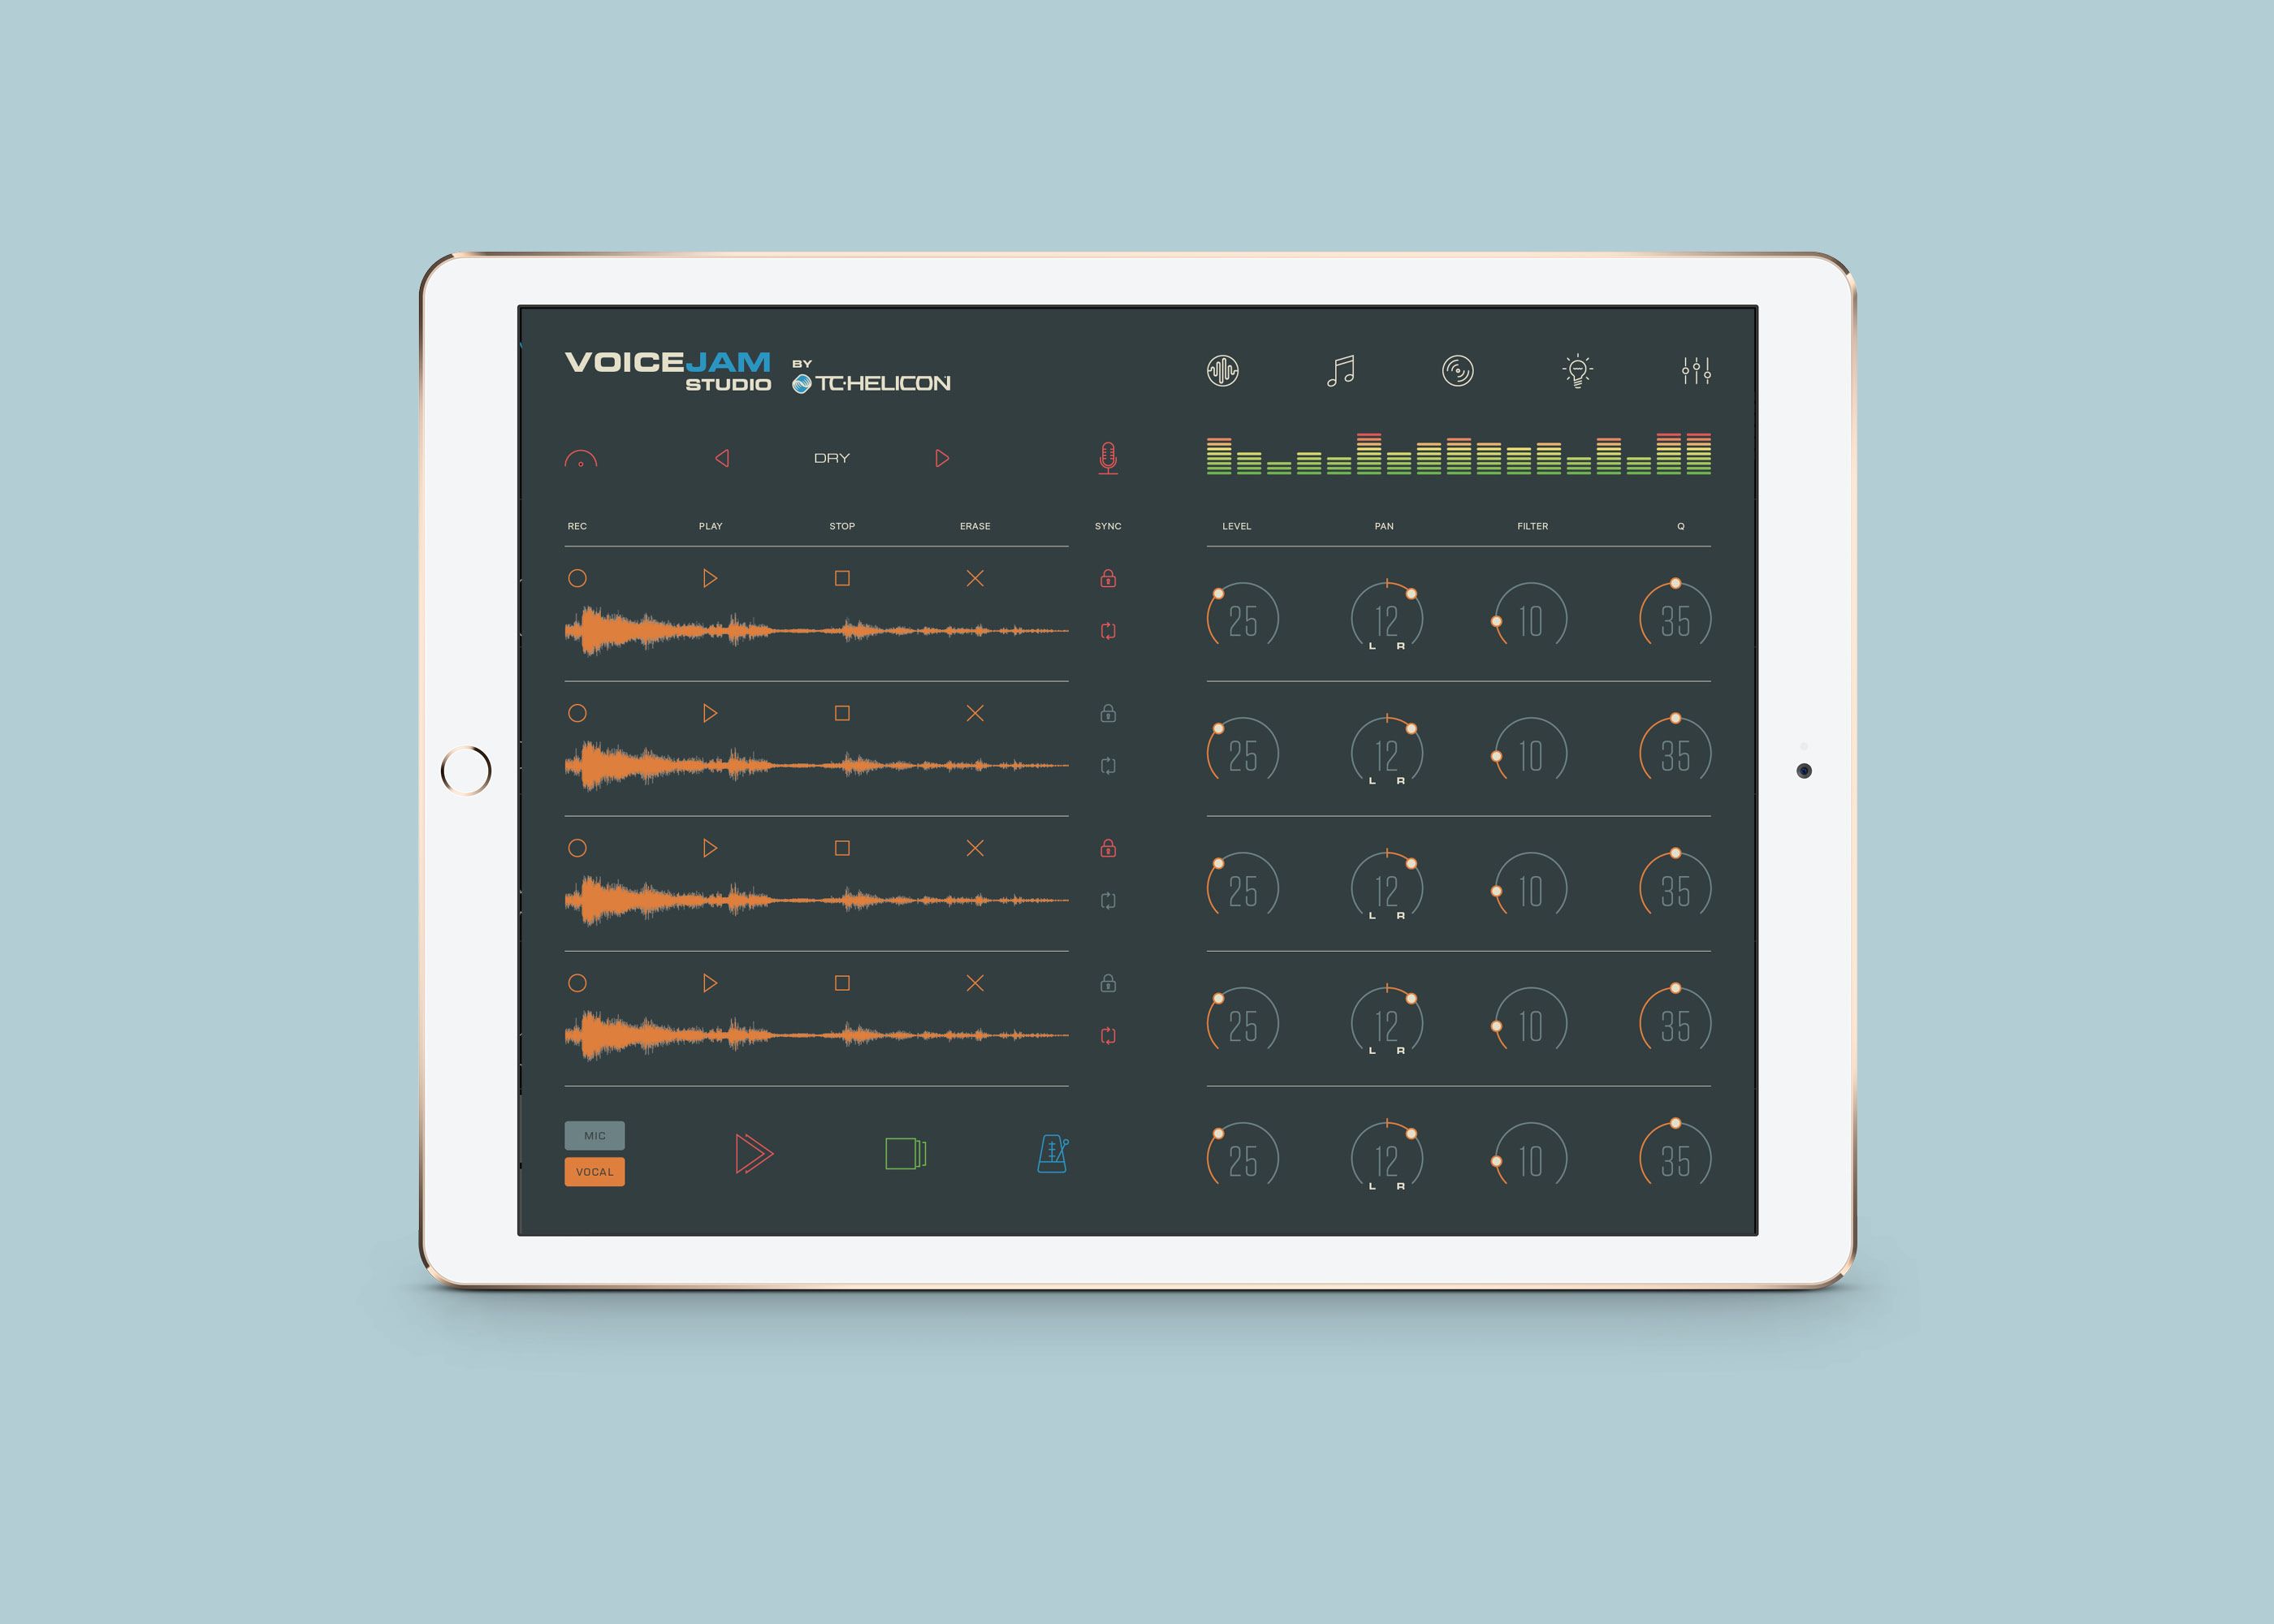 VOICEJAM BY
STUDIO TC·HELICON
DRY
REC PLAY STOP ERASE SYNC LEVEL PAN FILTER Q
25 12 10 35
L R
25 12 10 35
L R
25 12 10 35
L R
25 12 10 35
L R
MIC
VOCAL
25 12 10 35
L R